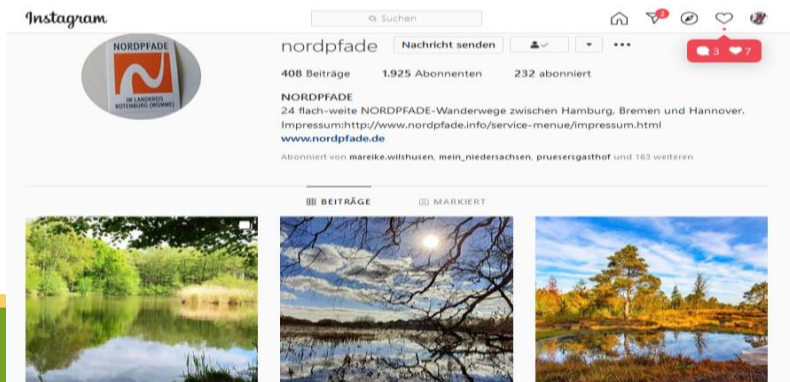 Instagram
Suchen
2
3 7
NORDPFADE
IM LANDKREIS
ROTENBURG (WÜMME)
nordpfade Nachricht senden
408 Beiträge 1.925 Abonnenten 232 abonniert
NORDPFADE
24 flach-weite NORDPFADE-Wanderwege zwischen Hamburg, Bremen und Hannover.
Impressum:http://www.nordpfade.info/service-menue/impressum.html
www.nordpfade.de
Abonniert von mareike.wilshusen, mein_niedersachsen, pruesersgasthof und 163 weiteren
BEITRÄGE MARKIERT